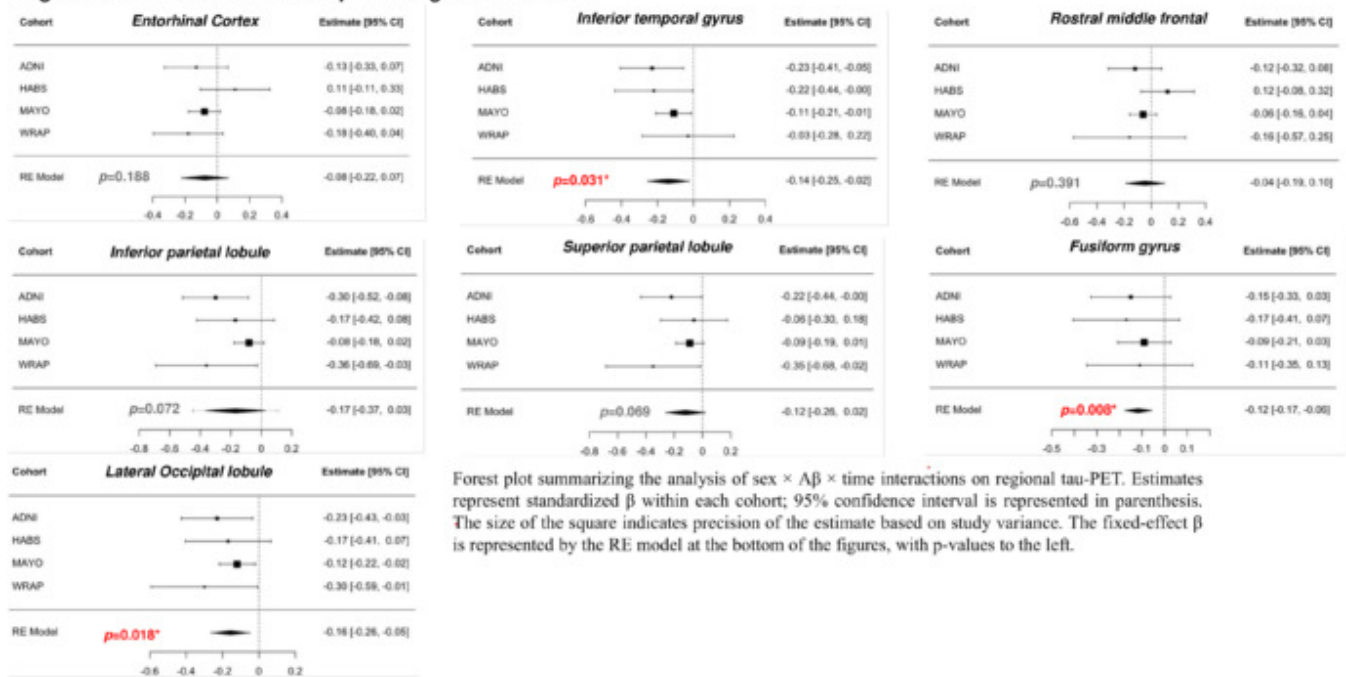 Cohort Entorhinal Cortex Estimate [95% CI]
ADNI -0.13 [-0.33, 0.07]
HABS 0.11 [-0.11, 0.33]
MAYO -0.08 [-0.18, 0.02]
WRAP -0.18 [-0.40, 0.04]
RE Model p=0.188 -0.08 [-0.22, 0.07]
-0.4 -0.2 0 0.2 0.4
Cohort Inferior temporal gyrus Estimate [95% CI]
ADNI -0.23 [-0.41, -0.05]
HABS -0.22 [-0.44, -0.00]
MAYO -0.11 [-0.21, -0.01]
WRAP -0.03 [-0.28, 0.22]
RE Model p=0.031* -0.14 [-0.25, -0.02]
-0.6 -0.4 -0.2 0 0.2 0.4
Cohort Rostral middle frontal Estimate [95% CI]
ADNI -0.12 [-0.32, 0.08]
HABS 0.12 [-0.08, 0.32]
MAYO -0.06 [-0.16, 0.04]
WRAP -0.16 [-0.57, 0.25]
RE Model p=0.391 -0.04 [-0.19, 0.10]
-0.6 -0.4 -0.2 0 0.2 0.4
Cohort Inferior parietal lobule Estimate [95% CI]
ADNI -0.30 [-0.52, -0.08]
HABS -0.17 [-0.42, 0.08]
MAYO -0.08 [-0.18, 0.02]
WRAP -0.36 [-0.69, -0.03]
RE Model p=0.072 -0.17 [-0.37, 0.03]
-0.8 -0.6 -0.4 -0.2 0 0.2
Cohort Superior parietal lobule Estimate [95% CI]
ADNI -0.22 [-0.44, -0.00]
HABS -0.06 [-0.30, 0.18]
MAYO -0.09 [-0.19, 0.01]
WRAP -0.35 [-0.68, -0.02]
RE Model p=0.069 -0.12 [-0.26, 0.02]
-0.8 -0.6 -0.4 -0.2 0 0.2
Cohort Fusiform gyrus Estimate [95% CI]
ADNI -0.15 [-0.33, 0.03]
HABS -0.17 [-0.41, 0.07]
MAYO -0.09 [-0.21, 0.03]
WRAP -0.11 [-0.35, 0.13]
RE Model p=0.008* -0.12 [-0.17, -0.06]
-0.5 -0.3 -0.1 0 0.1
Cohort Lateral Occipital lobule Estimate [95% CI]
ADNI -0.23 [-0.43, -0.03]
HABS -0.17 [-0.41, 0.07]
MAYO -0.12 [-0.22, -0.02]
WRAP -0.30 [-0.59, -0.01]
RE Model p=0.018* -0.16 [-0.26, -0.05]
-0.6 -0.4 -0.2 0 0.2
Forest plot summarizing the analysis of sex × Aβ × time interactions on regional tau-PET. Estimates
represent standardized β within each cohort; 95% confidence interval is represented in parenthesis.
The size of the square indicates precision of the estimate based on study variance. The fixed-effect β
is represented by the RE model at the bottom of the figures, with p-values to the left.